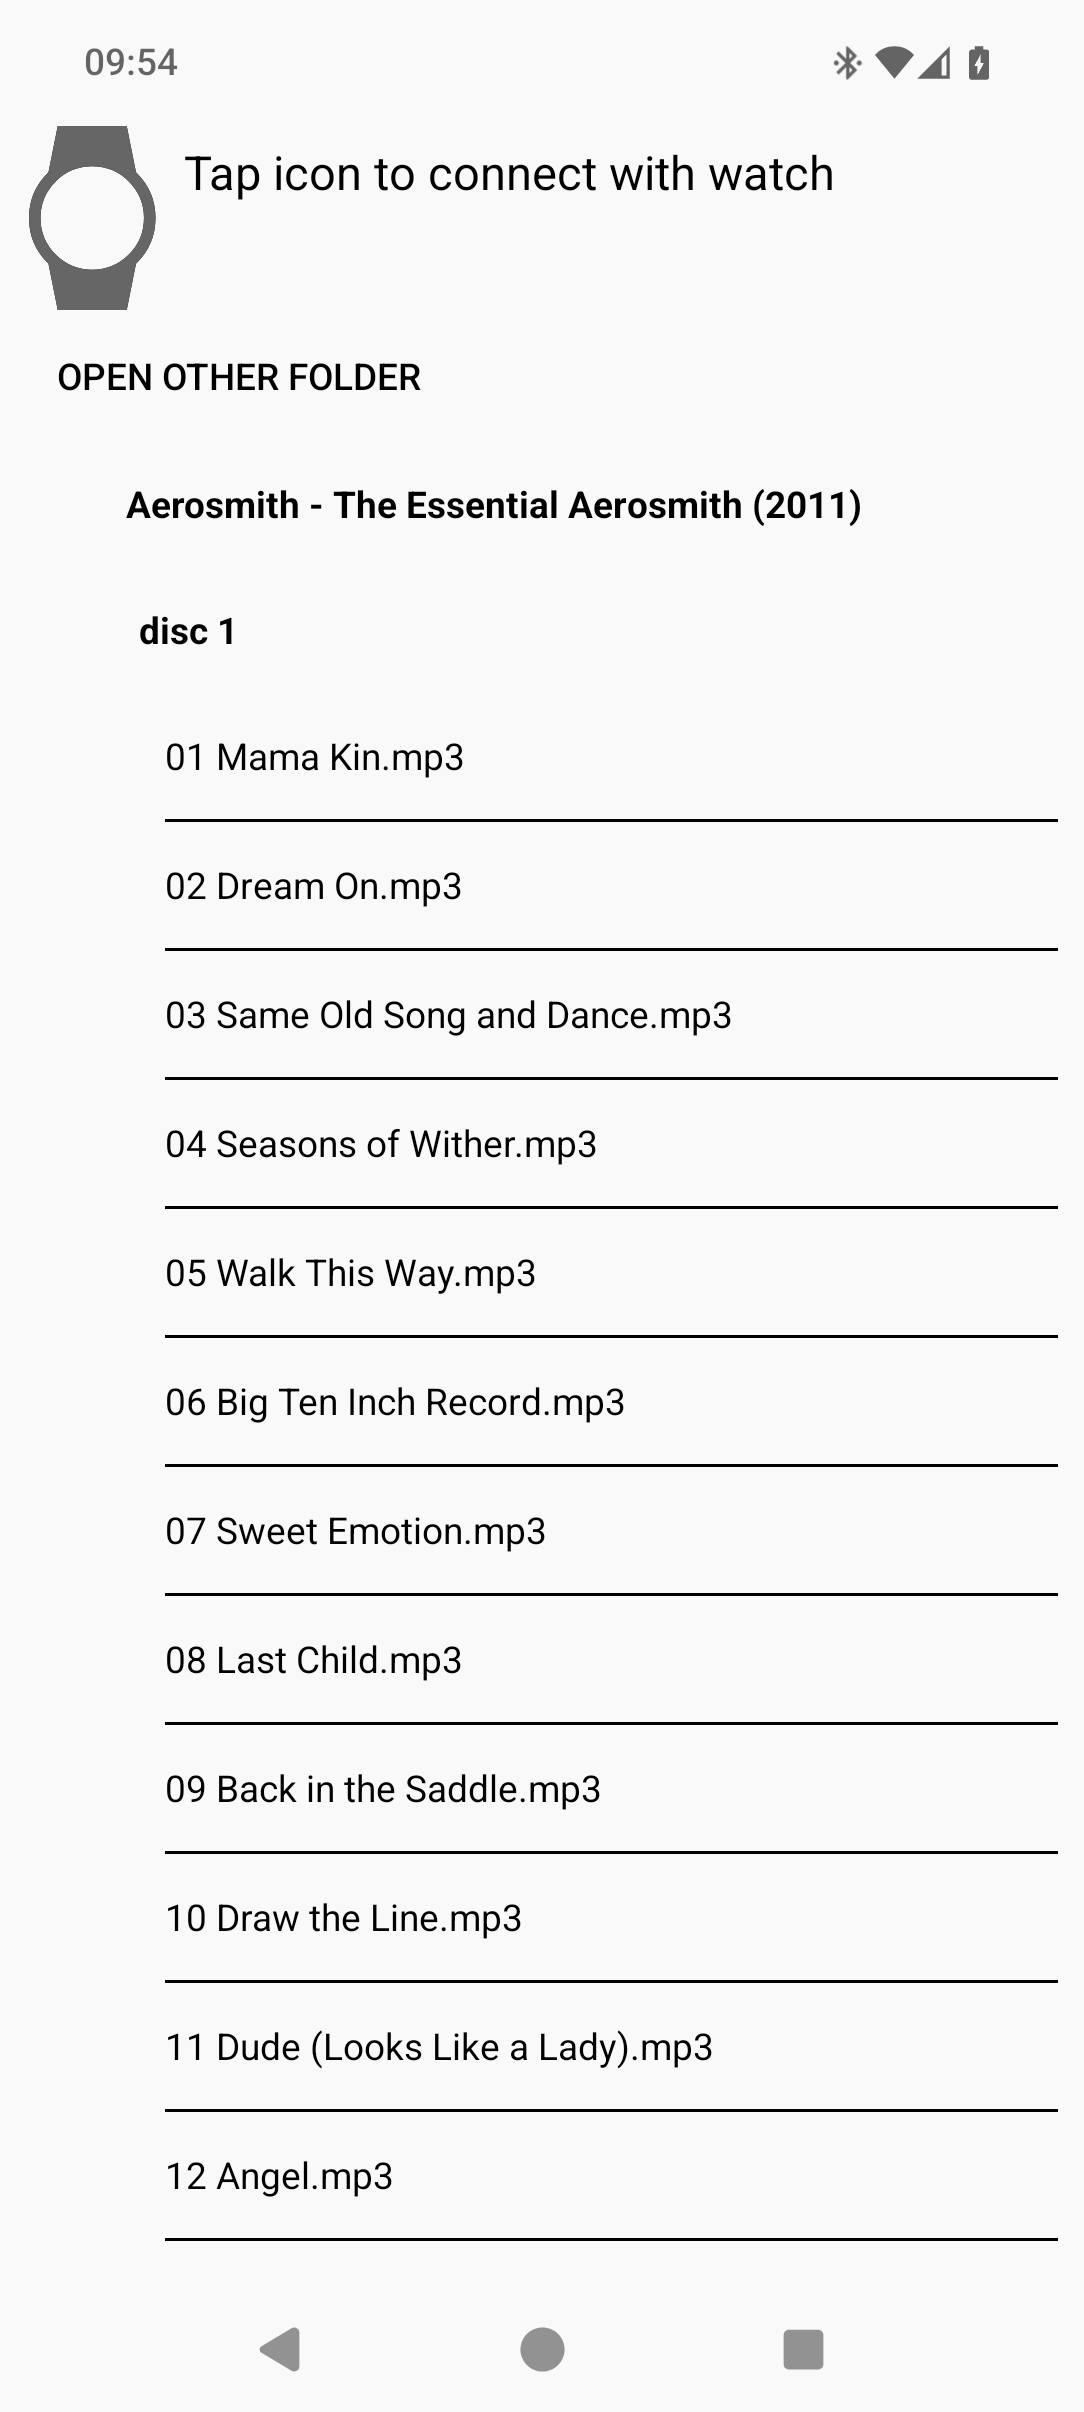 09:54
Tap icon to connect with watch
OPEN OTHER FOLDER
Aerosmith - The Essential Aerosmith (2011)
disc 1
01 Mama Kin.mp3
02 Dream On.mp3
03 Same Old Song and Dance.mp3
04 Seasons of Wither.mp3
05 Walk This Way.mp3
06 Big Ten Inch Record.mp3
07 Sweet Emotion.mp3
08 Last Child.mp3
09 Back in the Saddle.mp3
10 Draw the Line.mp3
11 Dude (Looks Like a Lady).mp3
12 Angel.mp3